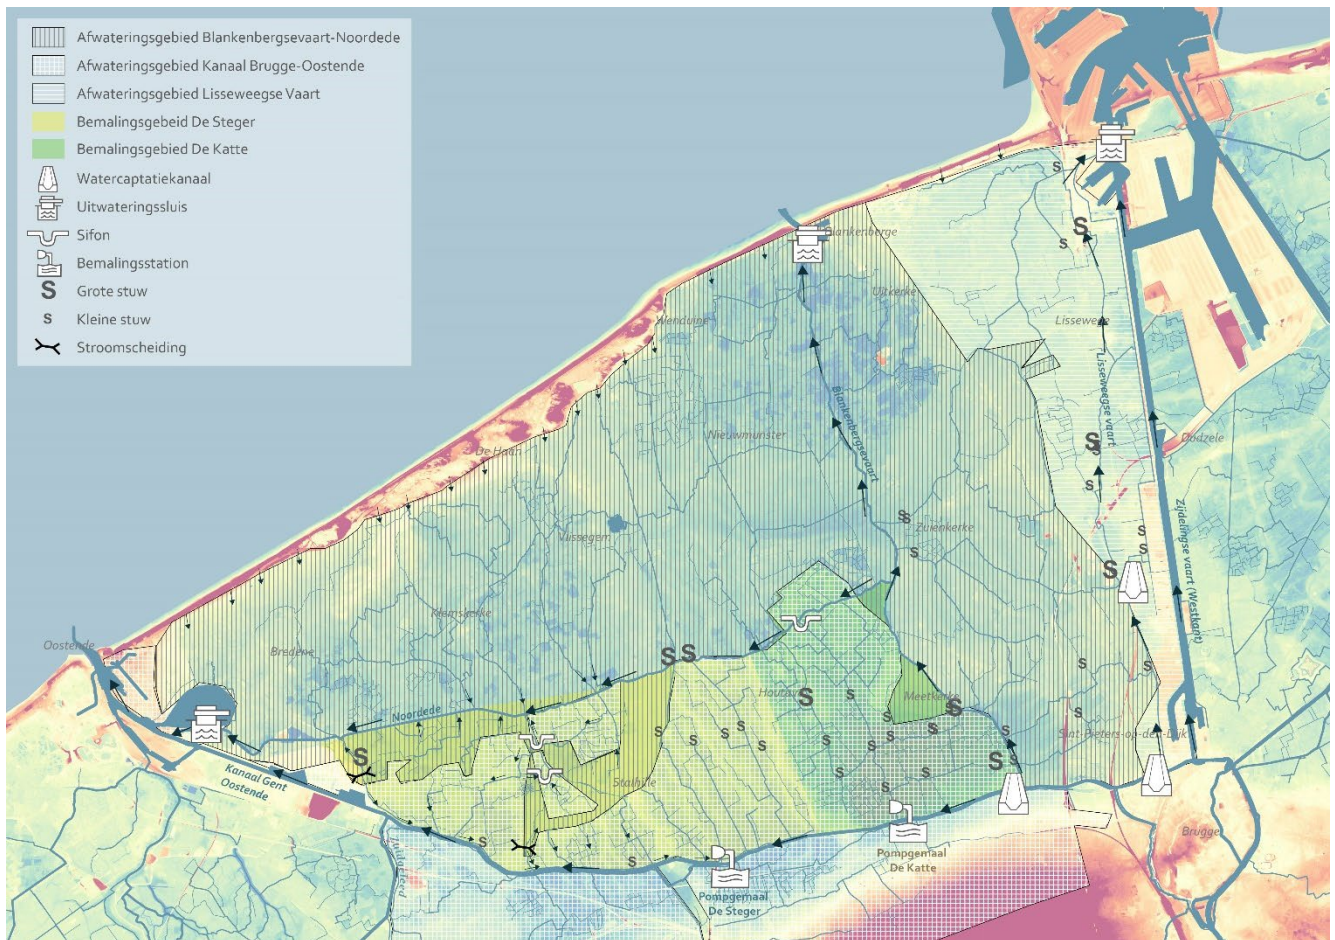 Afwateringsgebied Blankenbergsevaart-Noordede
Afwateringsgebied Kanaal Brugge-Oostende
Afwateringsgebied Lisseweegse Vaart
Bemalingsgebeid De Steger
Bemalingsgebied De Katte
Watercaptatiekanaal
Uitwateringssluis
Sifon
Bemalingsstation
S Grote stuw
S Kleine stuw
Stroomscheiding
Blankenberge
Uitkerke
Wenduine
Lissewege
Lisseweegse vaart
Blankenbergsevaart
Nieuwmunster
De Haan
Dudzele
Zijdelingse vaart (Westkant)
Vlissegem
Zuienkerke
Klemskerke
Oostende
Bredene
Noordede
Houtave
Meetkerke
Sint-Pieters-op-den-Dijk
Kanaal Gent
Oostende
Stalhille
Brugge
Pompgemaal
De Katte
Pompgemaal
De Steger